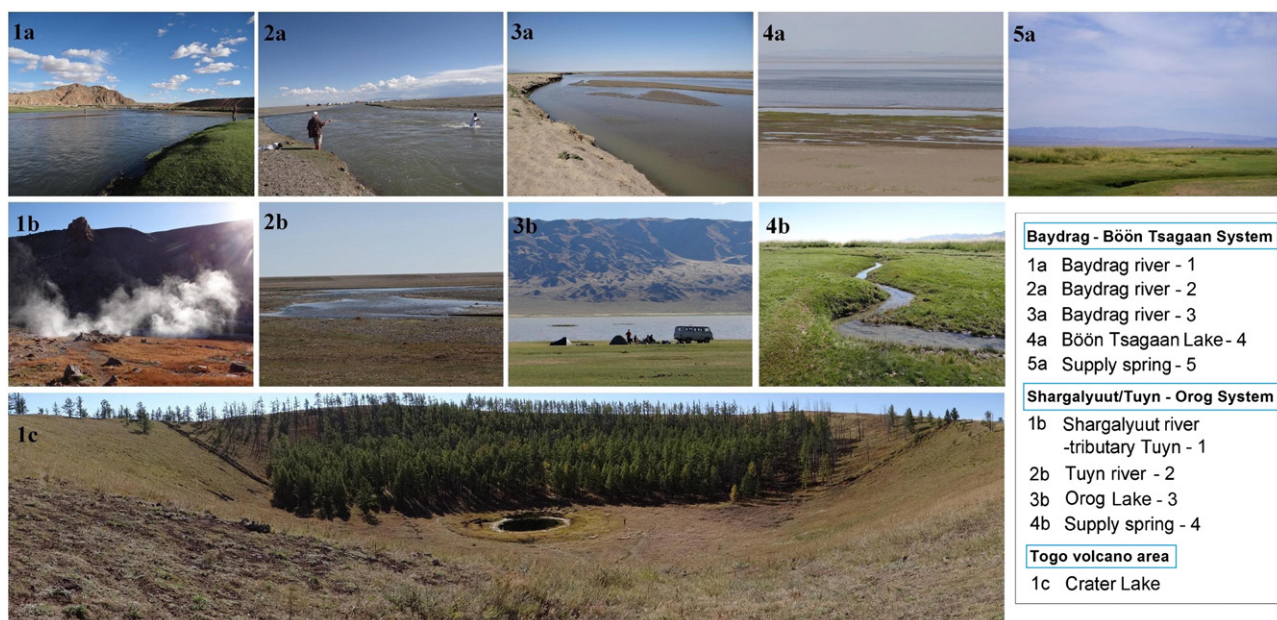 1a
2a
3a
4a
5a
1b
2b
3b
4b
1c
Baydrag - Böön Tsagaan System
1a Baydrag river - 1
2a Baydrag river - 2
3a Baydrag river - 3
4a Böön Tsagaan Lake - 4
5a Supply spring - 5
Shargalyuut/Tuyn - Orog System
1b Shargalyuut river
-tributary Tuyn - 1
2b Tuyn river - 2
3b Orog Lake - 3
4b Supply spring - 4
Togo volcano area
1c Crater Lake